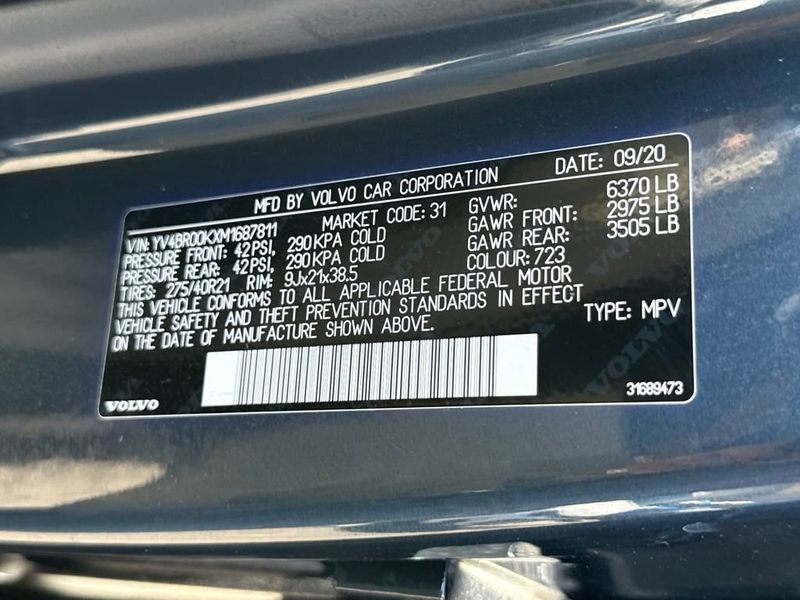 MFD BY VOLVO CAR CORPORATION DATE: 09/20
VIN: YV4BR00KXM1687811 MARKET CODE: 31 GVWR: 6370 LB
PRESSURE FRONT: 42PSI, 290KPA COLD GAWR FRONT: 2975 LB
PRESSURE REAR: 42PSI, 290KPA COLD GAWR REAR: 3505 LB
TIRES: 275/40R21 RIM: 9Jx21x38.5 COLOUR: 723
THIS VEHICLE CONFORMS TO ALL APPLICABLE FEDERAL MOTOR
VEHICLE SAFETY AND THEFT PREVENTION STANDARDS IN EFFECT
ON THE DATE OF MANUFACTURE SHOWN ABOVE. TYPE: MPV
VOLVO 31689473